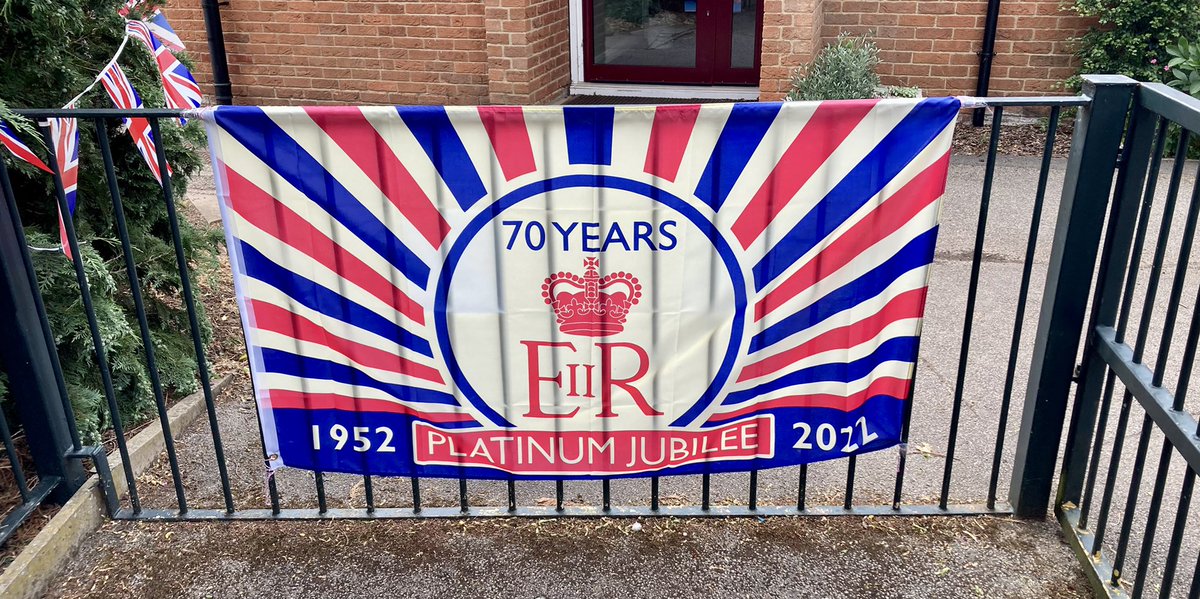 70 YEARS
EIIR
1952 PLATINUM JUBILEE 2022